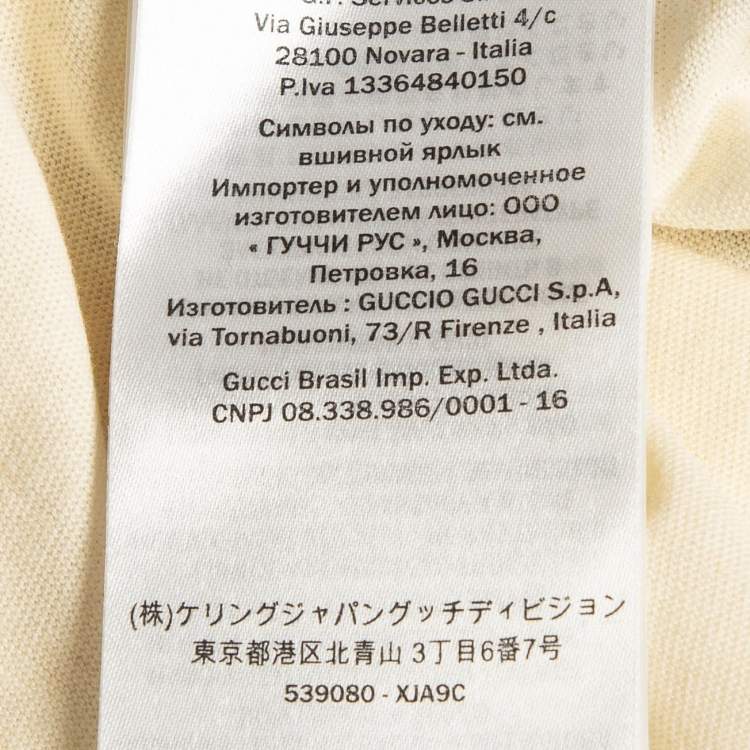 Via Giuseppe Belletti 4/c
28100 Novara - Italia
P.Iva 13364840150
Символы по уходу: см.
вшивной ярлык
Импортер и уполномоченное
изготовителем лицо: ООО
« ГУЧЧИ РУС », Москва,
Петровка, 16
Изготовитель : GUCCIO GUCCI S.p.A,
via Tornabuoni, 73/R Firenze , Italia
Gucci Brasil Imp. Exp. Ltda.
CNPJ 08.338.986/0001 - 16
(株)ケリングジャパングッチディビジョン
東京都港区北青山 3丁目6番7号
539080 - XJA9C